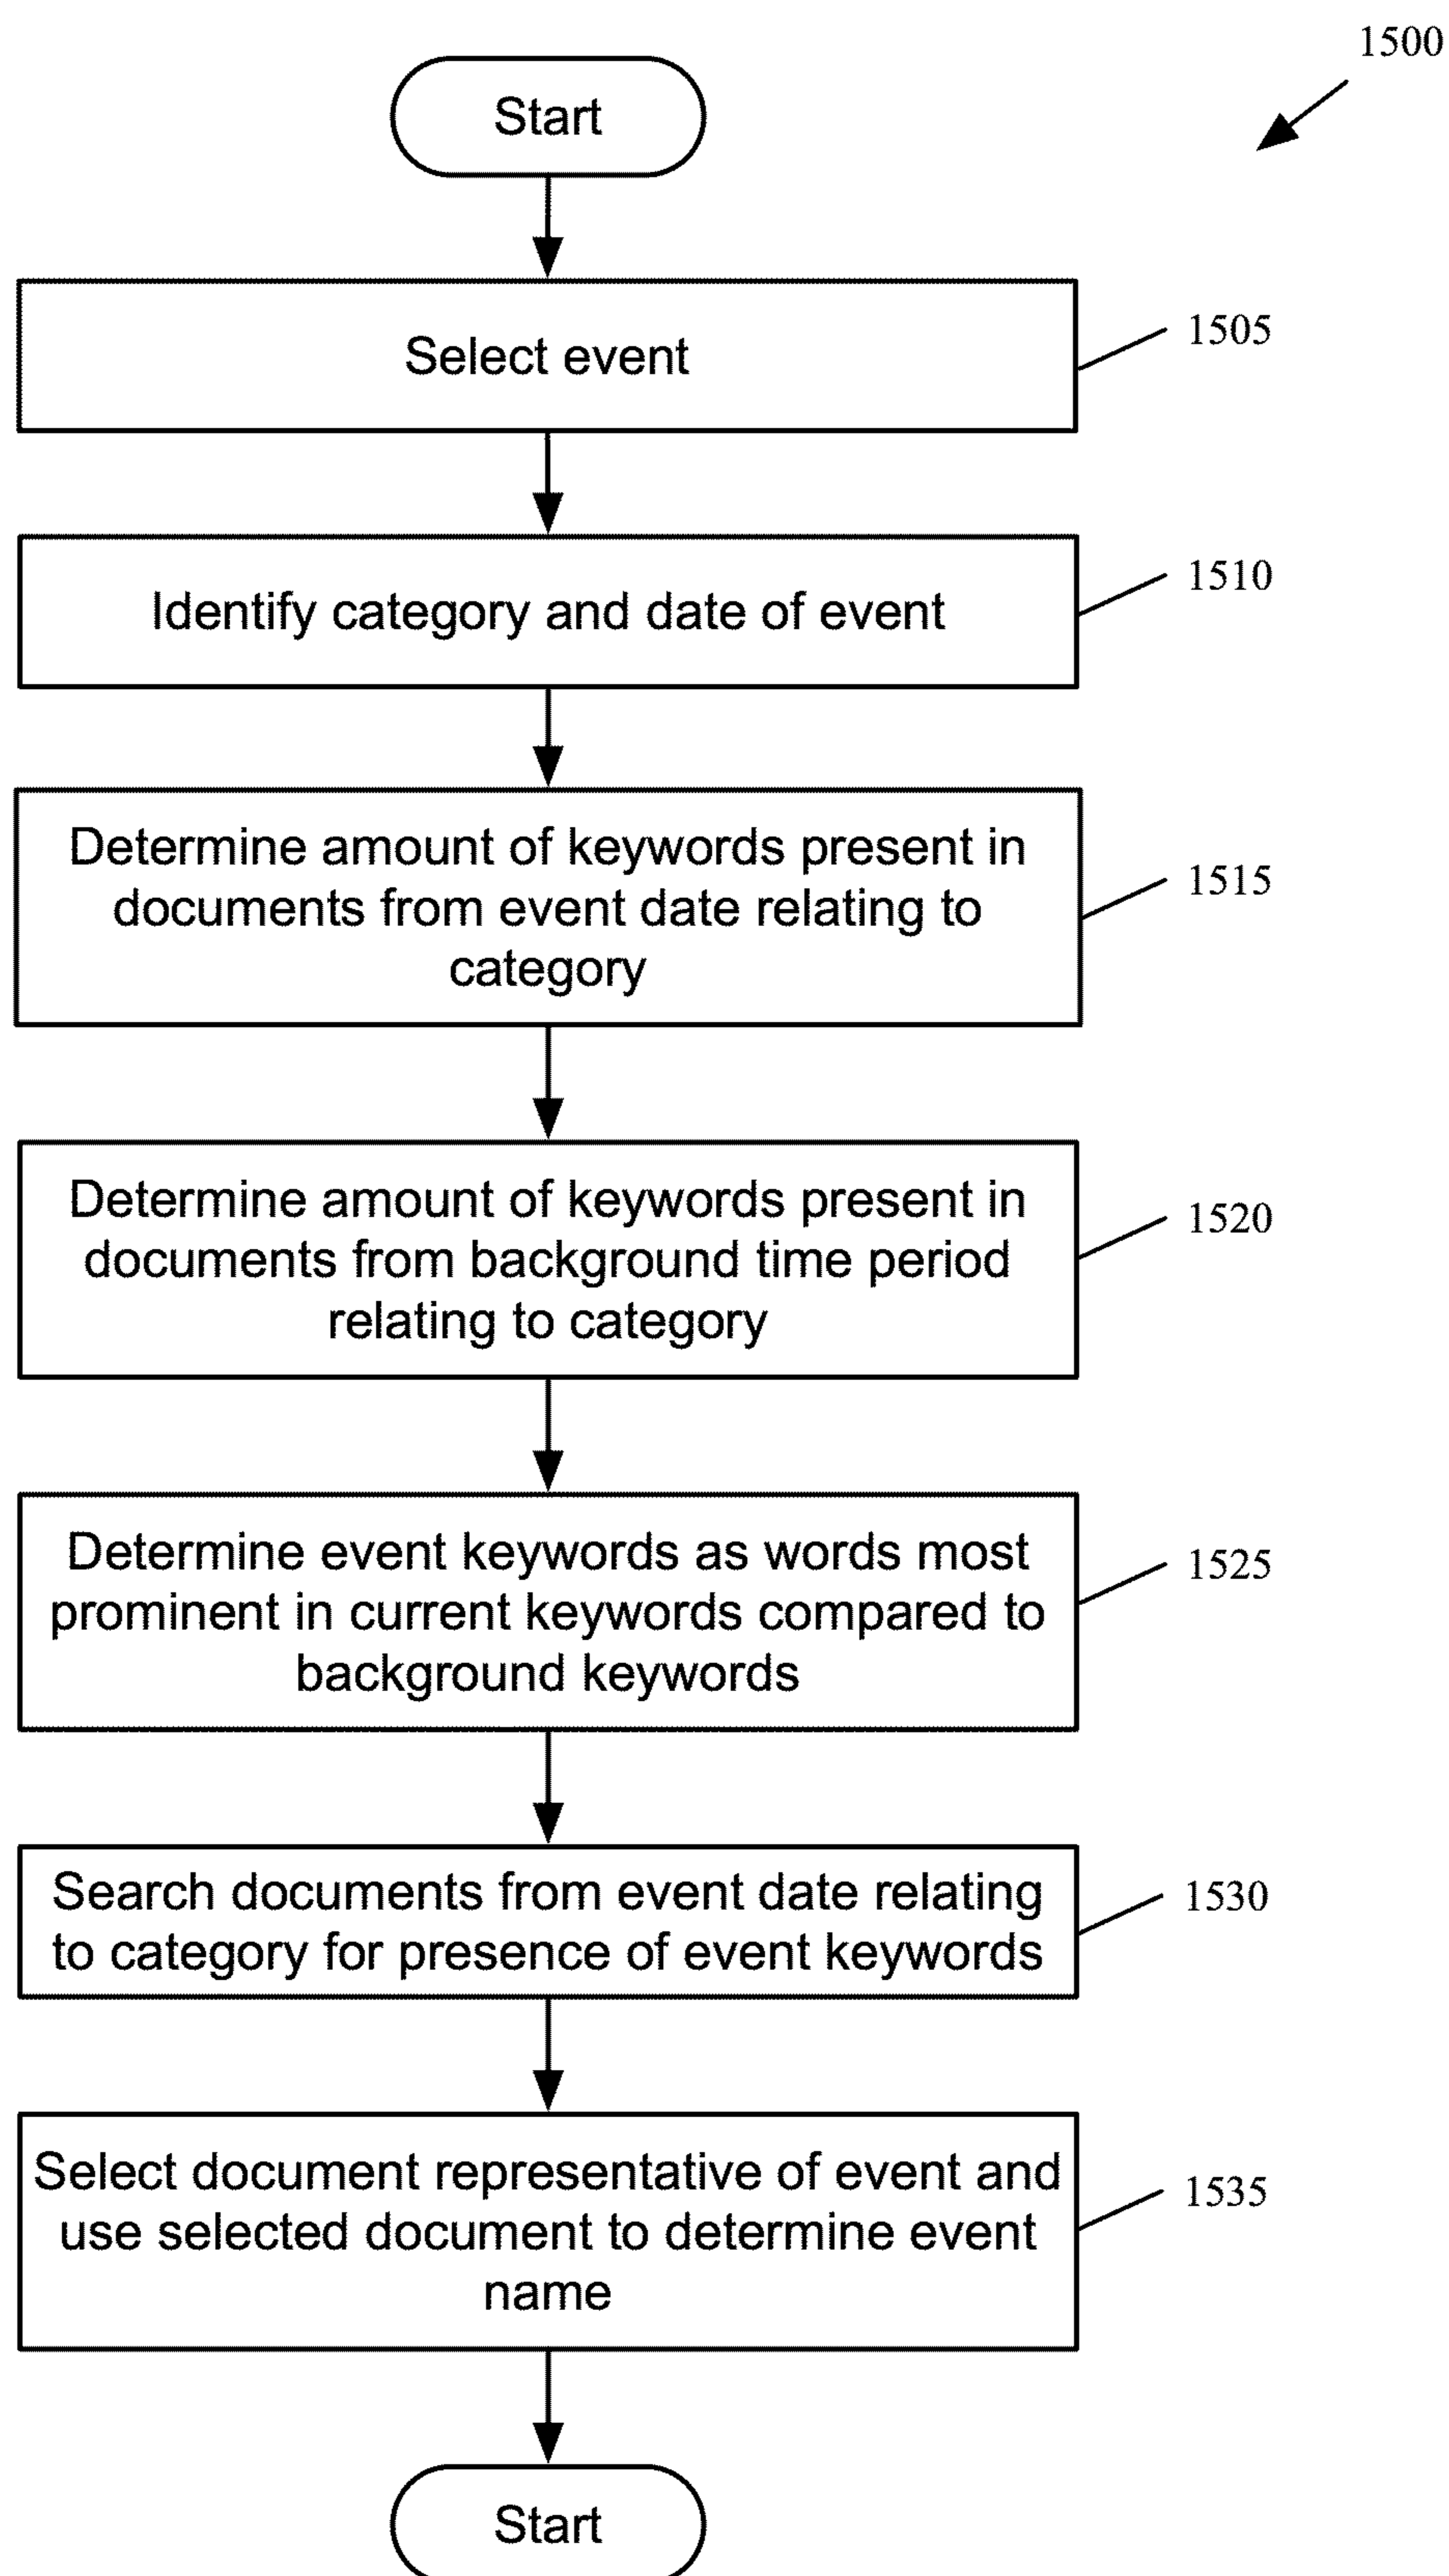 1500
Start
Select event
1505
Identify category and date of event
1510
Determine amount of keywords present in
documents from event date relating to
category
1515
Determine amount of keywords present in
documents from background time period
relating to category
1520
Determine event keywords as words most
prominent in current keywords compared to
background keywords
1525
Search documents from event date relating
to category for presence of event keywords
1530
Select document representative of event and
use selected document to determine event
name
1535
Start